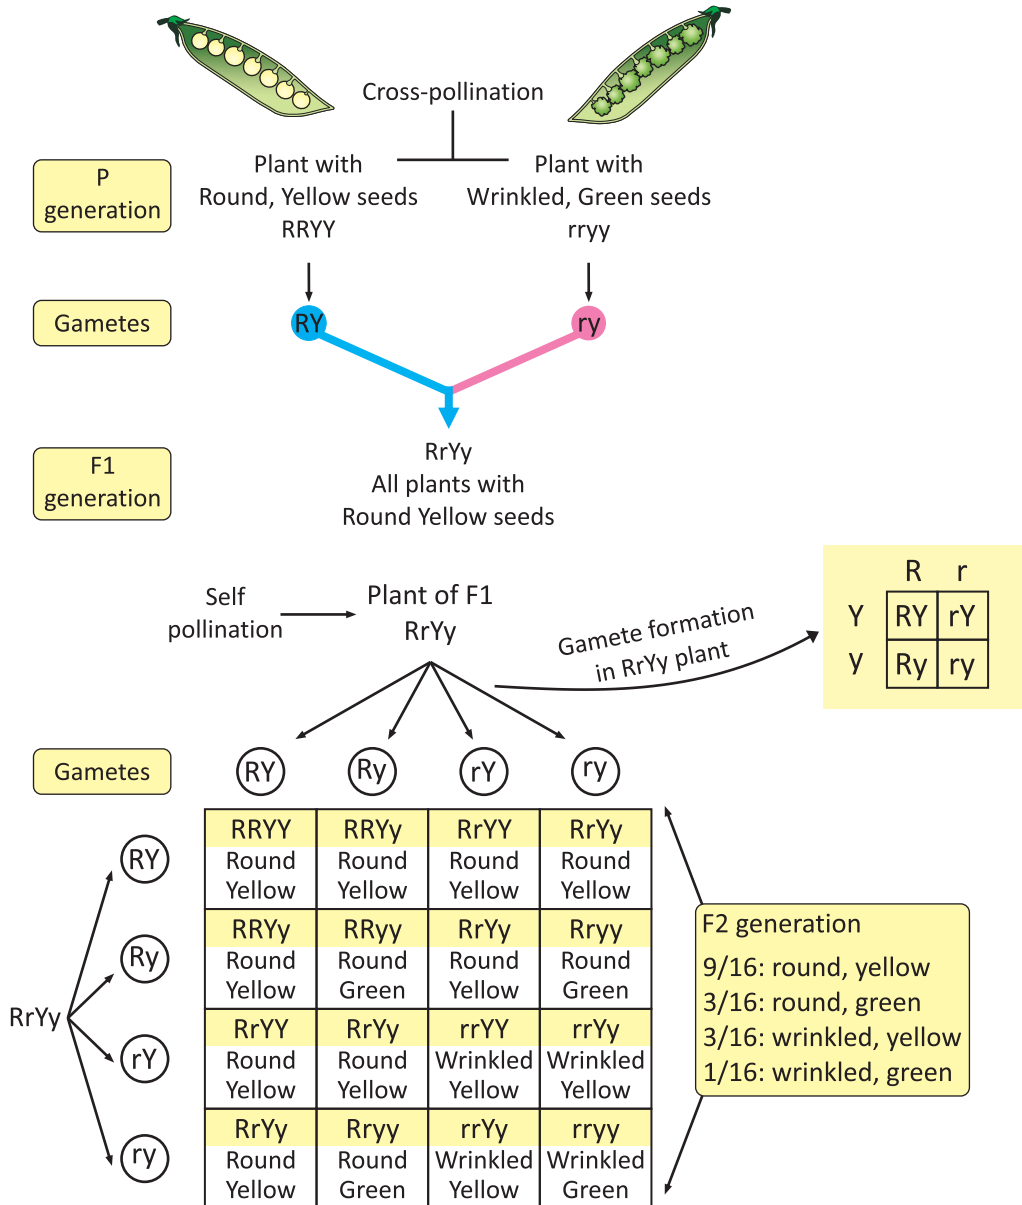 Cross-pollination
P
generation
Plant with
Round, Yellow seeds
RRYY
Plant with
Wrinkled, Green seeds
rryy
Gametes
RY
ry
F1
generation
RrYy
All plants with
Round Yellow seeds
Self
pollination
Plant of F1
RrYy
Gamete formation
in RrYy plant
R r
Y RY rY
y Ry ry
Gametes
RY Ry rY ry
RrYy
RY
RRYY RRYy RrYY RrYy
Round Round Round Round
Yellow Yellow Yellow Yellow
Ry
RRYy RRyy RrYy Rryy
Round Round Round Round
Yellow Green Yellow Green
rY
RrYY RrYy rrYY rrYy
Round Round Wrinkled Wrinkled
Yellow Yellow Yellow Yellow
ry
RrYy Rryy rrYy rryy
Round Round Wrinkled Wrinkled
Yellow Green Yellow Green
F2 generation
9/16: round, yellow
3/16: round, green
3/16: wrinkled, yellow
1/16: wrinkled, green